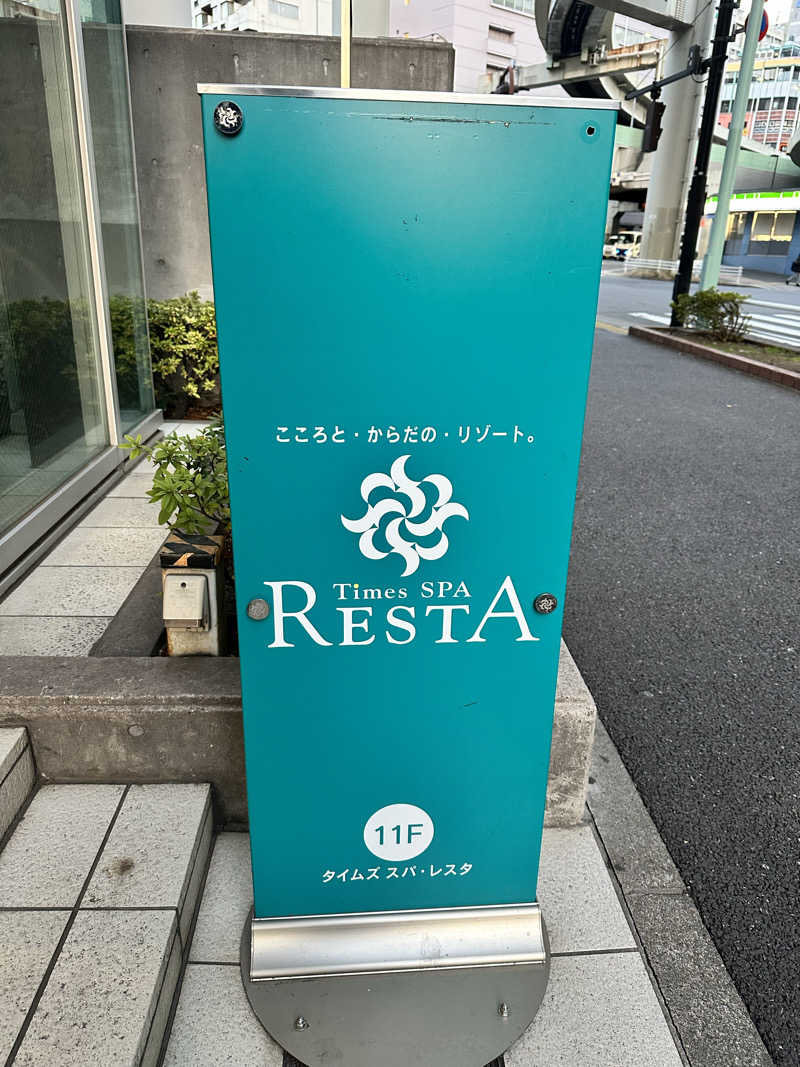 こころと・からだの・リゾート。
Times SPA
RESTA
11F
タイムズ スパ・レスタ